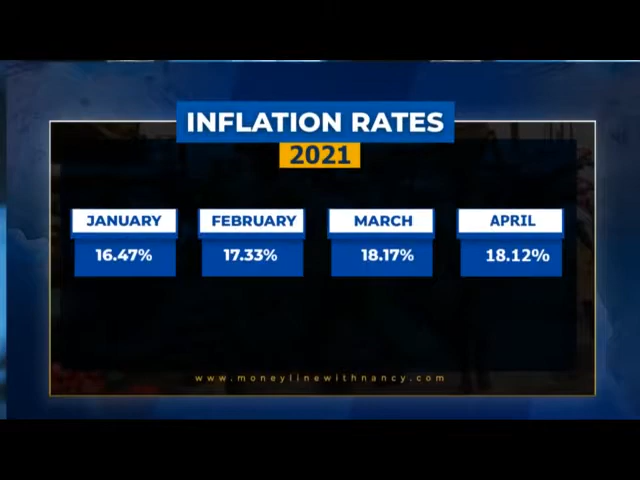 INFLATION RATES
2021
JANUARY FEBRUARY MARCH APRIL
16.47% 17.33% 18.17% 18.12%
www.moneylinewithnancy.com